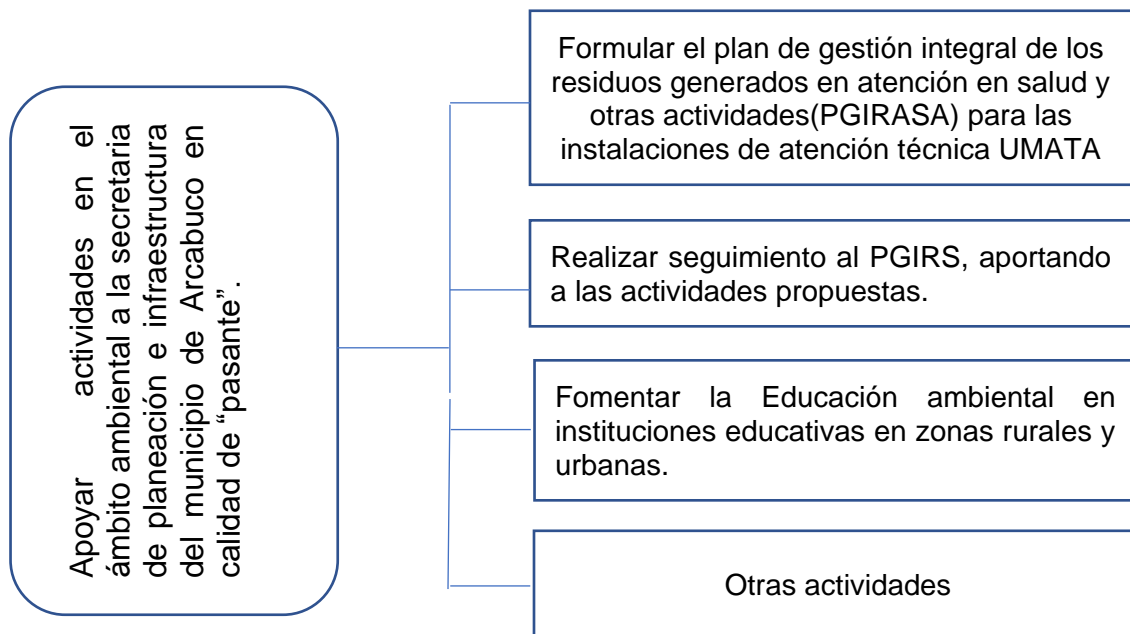 Apoyar actividades en el
ámbito ambiental a la secretaria
de planeación e infraestructura
del municipio de Arcabuco en
calidad de “pasante”.
Formular el plan de gestión integral de los
residuos generados en atención en salud y
otras actividades(PGIRASA) para las
instalaciones de atención técnica UMATA
Realizar seguimiento al PGIRS, aportando
a las actividades propuestas.
Fomentar la Educación ambiental en
instituciones educativas en zonas rurales y
urbanas.
Otras actividades